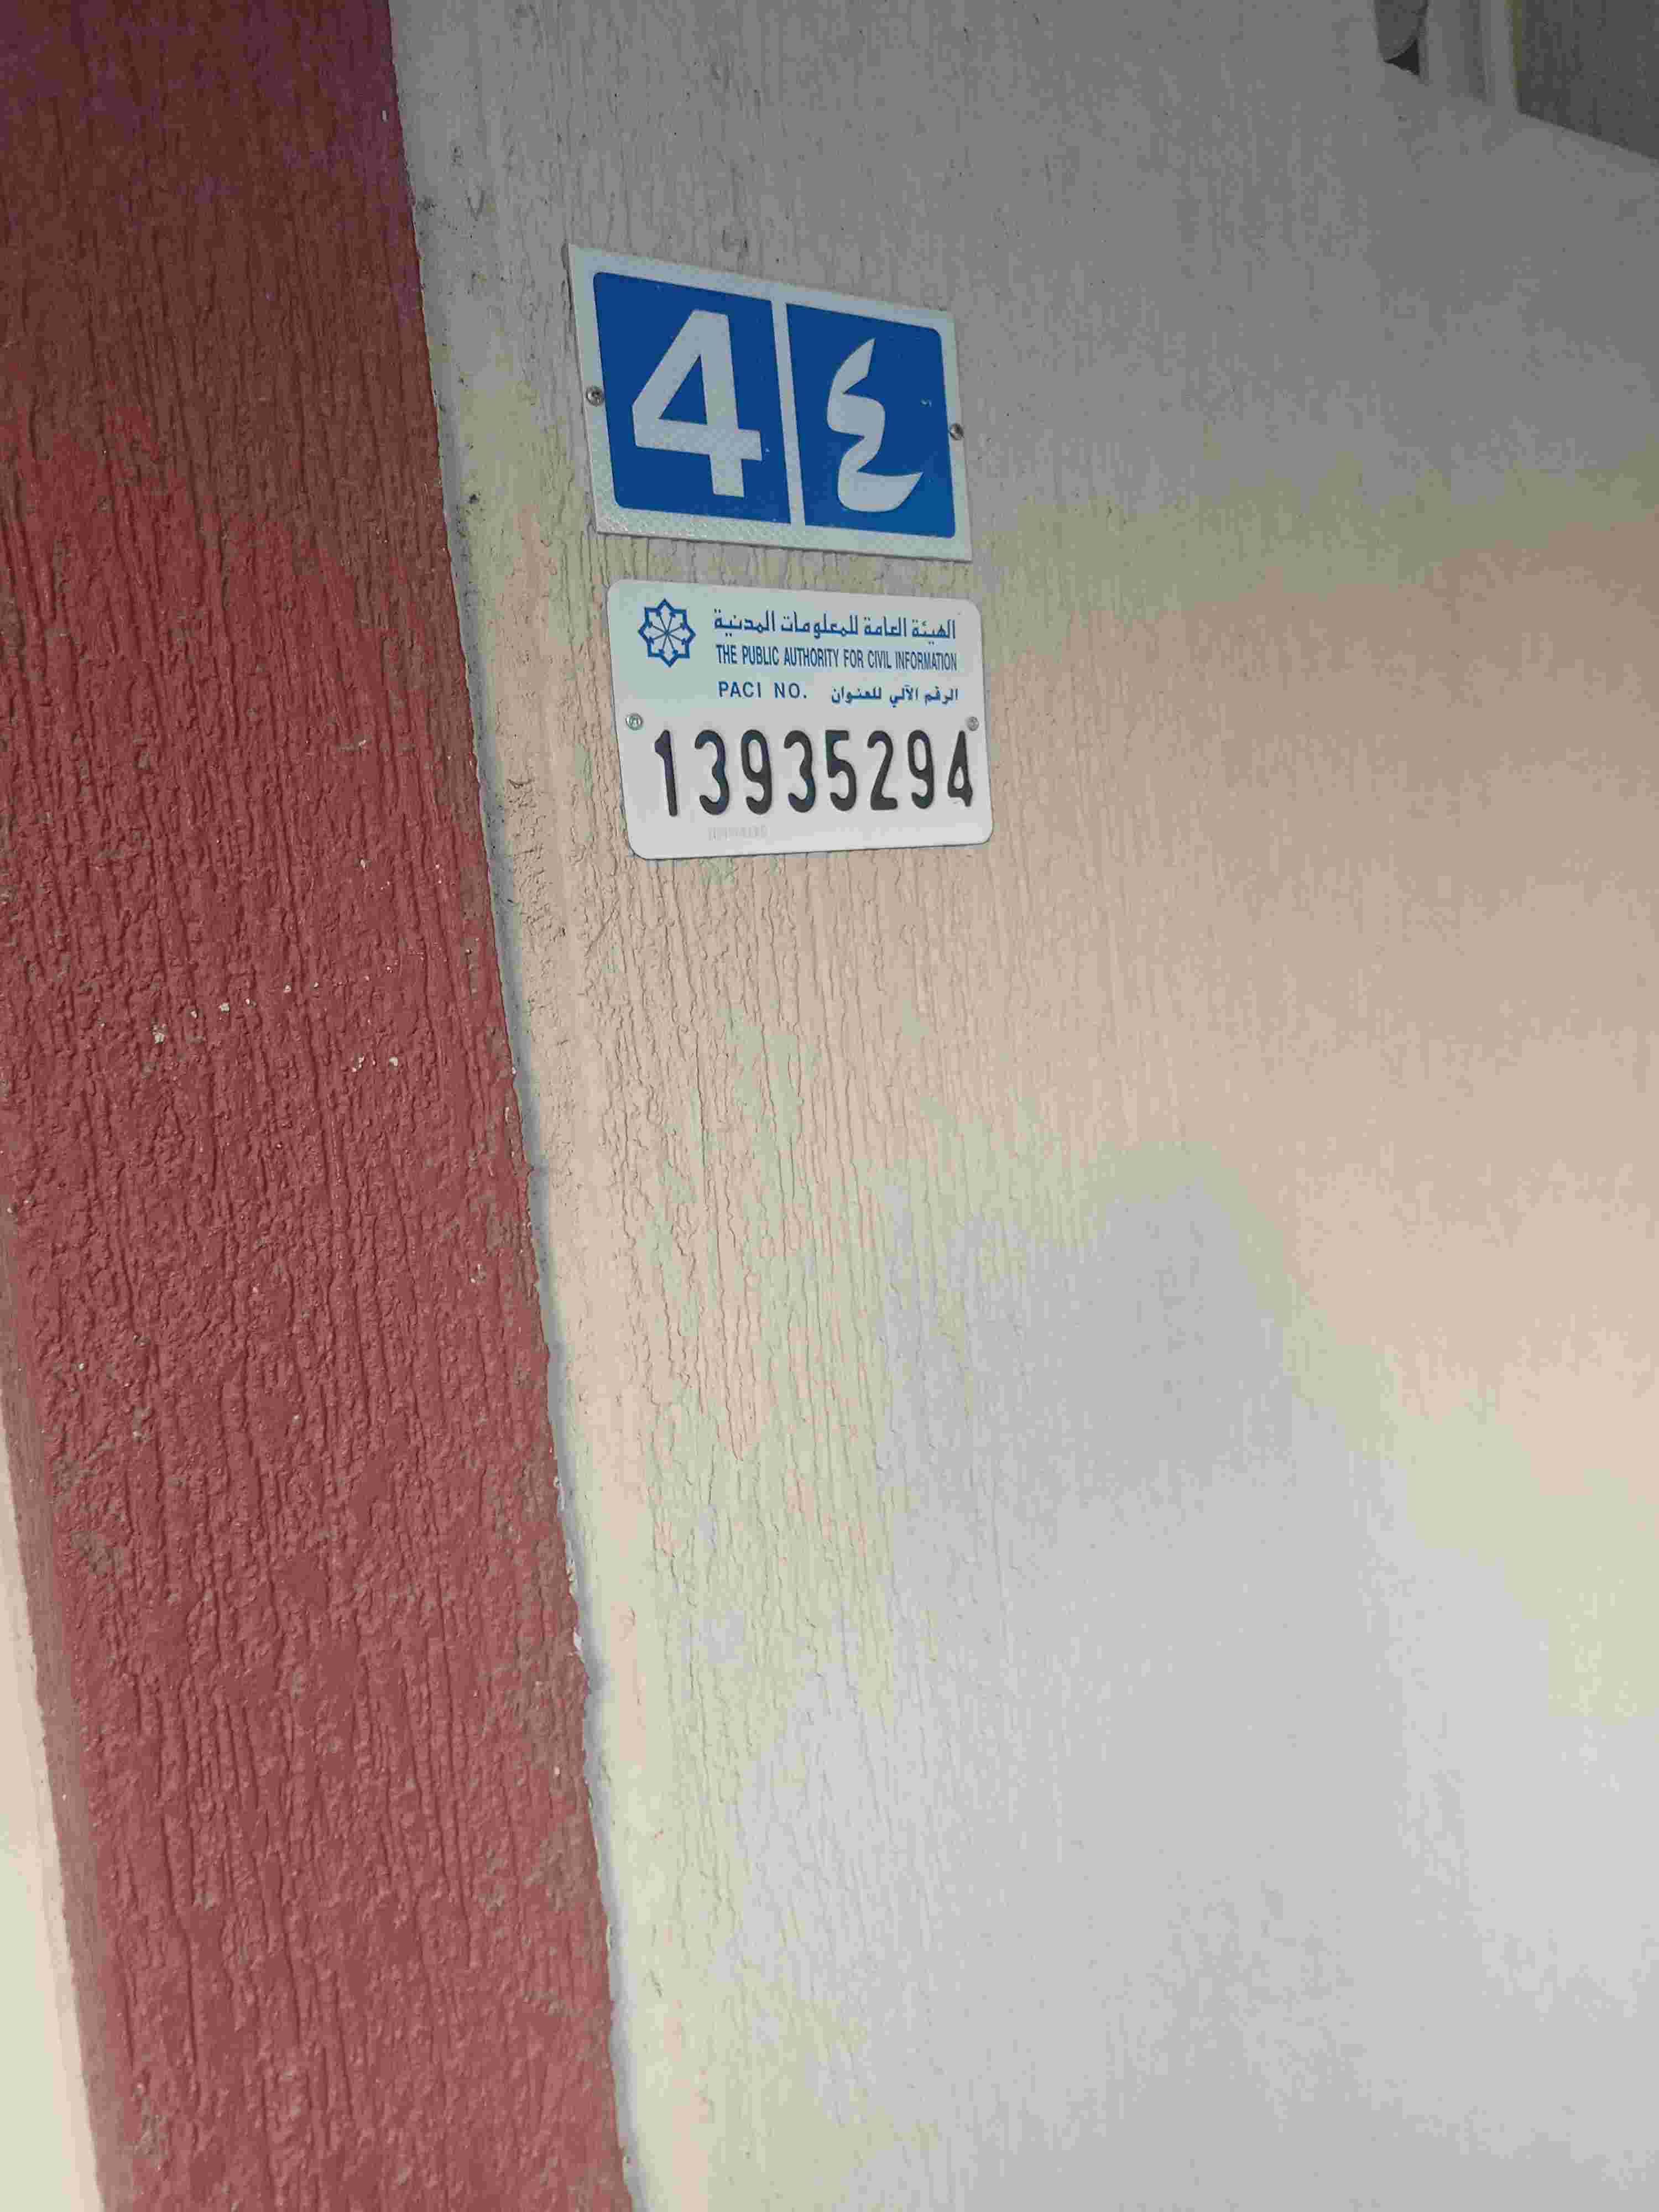 4 ٤
الهيئة العامة للمعلومات المدنية
THE PUBLIC AUTHORITY FOR CIVIL INFORMATION
PACI NO. الرقم الآلي للعنوان
13935294